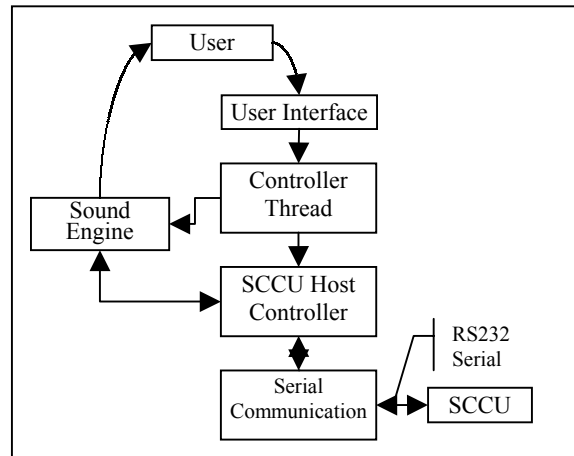 User
User Interface
Controller
Thread
Sound
Engine
SCCU Host
Controller
RS232
Serial
Serial
Communication
SCCU